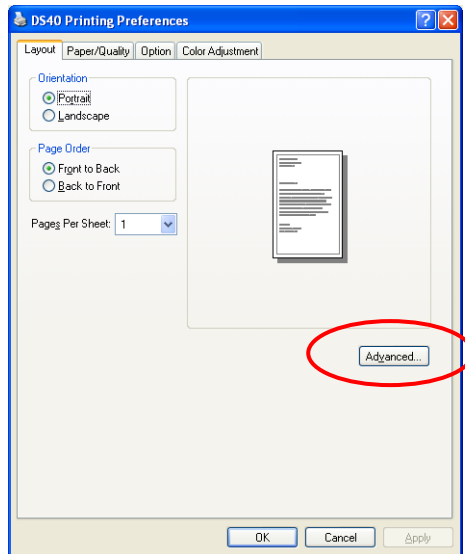 DS40 Printing Preferences
Layout Paper/Quality Option Color Adjustment
Orientation
Portrait
Landscape
Page Order
Front to Back
Back to Front
Pages Per Sheet: 1
Advanced...
OK Cancel Apply